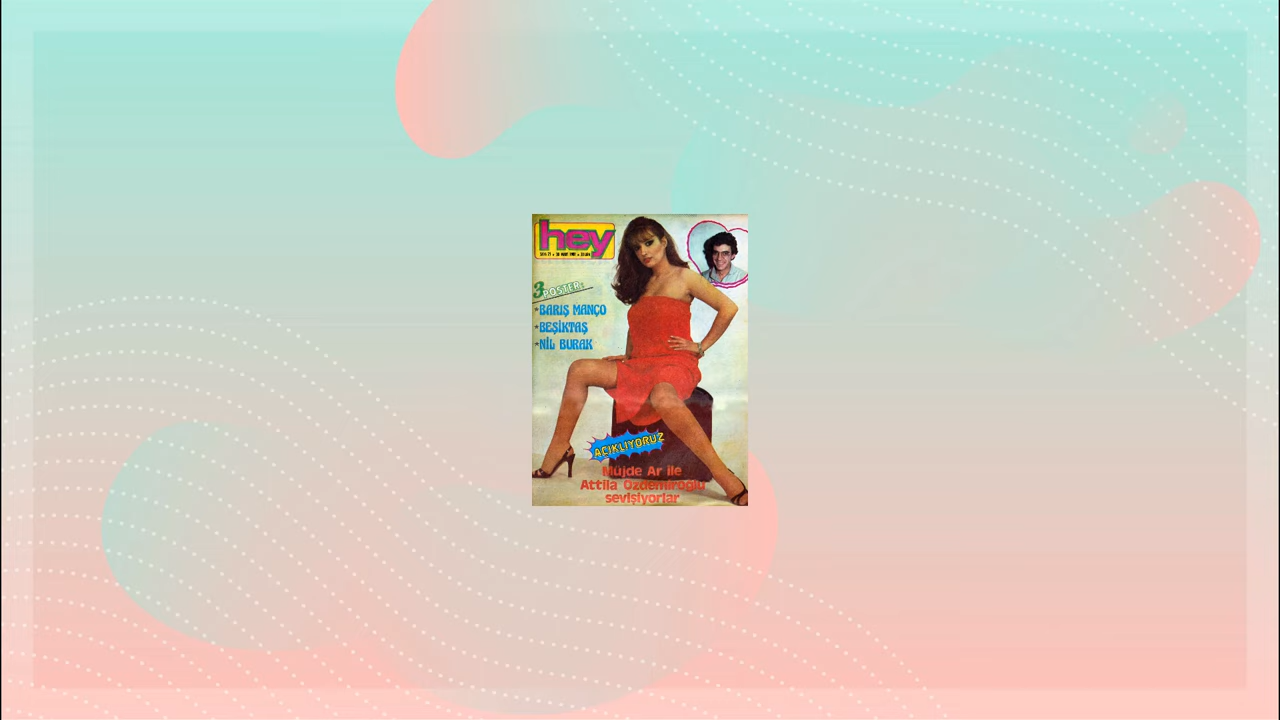 hey
3 POSTER:
BARIŞ MANÇO
BEŞİKTAŞ
NİL BURAK
AÇIKLIYORUZ
Müjde Ar ile
Attila Özdemiroğlu
sevişiyorlar